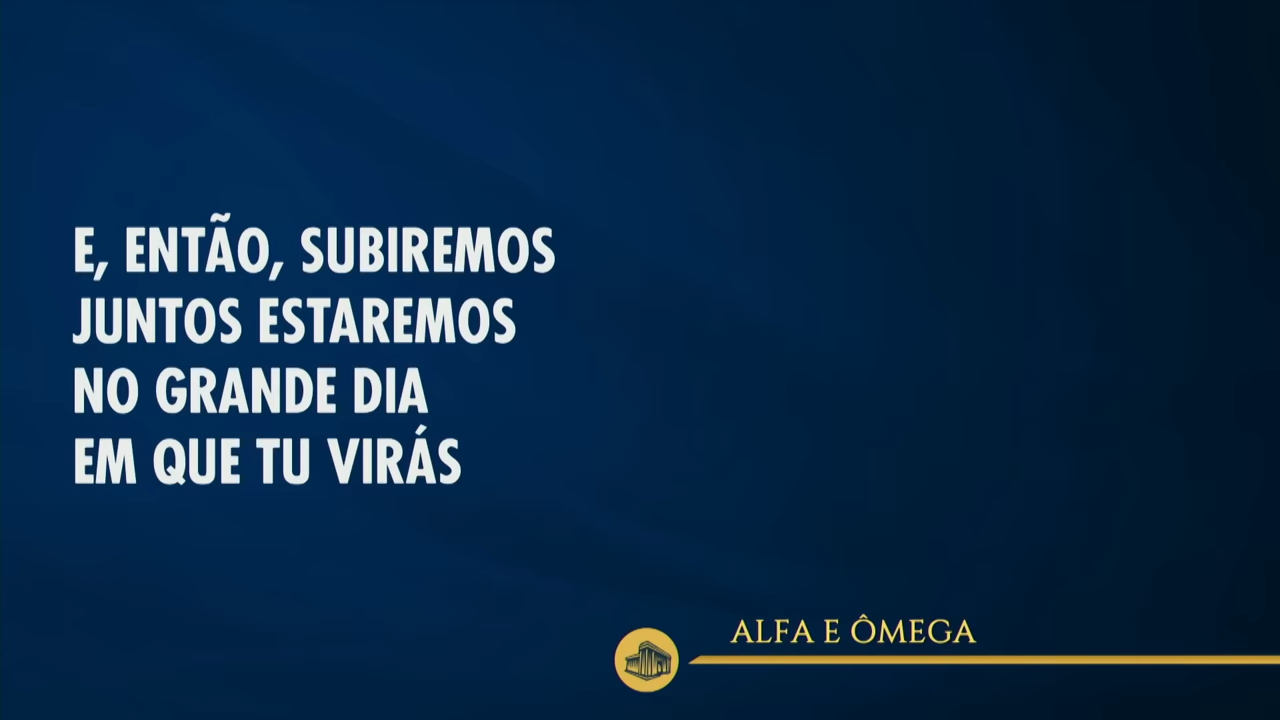 E, ENTÃO, SUBIREMOS
JUNTOS ESTAREMOS
NO GRANDE DIA
EM QUE TU VIRÁS
ALFA E ÔMEGA